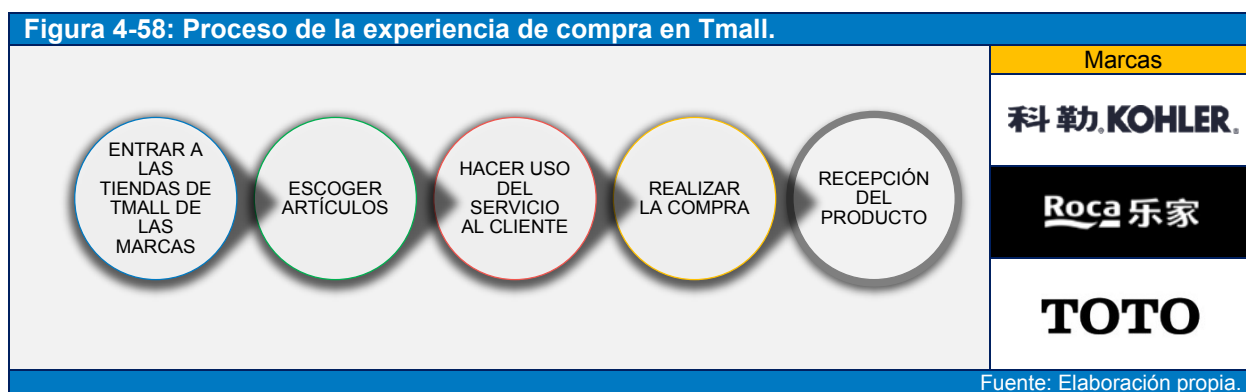 Figura 4-58: Proceso de la experiencia de compra en Tmall.
ENTRAR A
LAS
TIENDAS DE
TMALL DE
LAS
MARCAS
ESCOGER
ARTÍCULOS
HACER USO
DEL
SERVICIO
AL CLIENTE
REALIZAR
LA COMPRA
RECEPCIÓN
DEL
PRODUCTO
Marcas
科勒.KOHLER.
Roca 乐家
TOTO
Fuente: Elaboración propia.